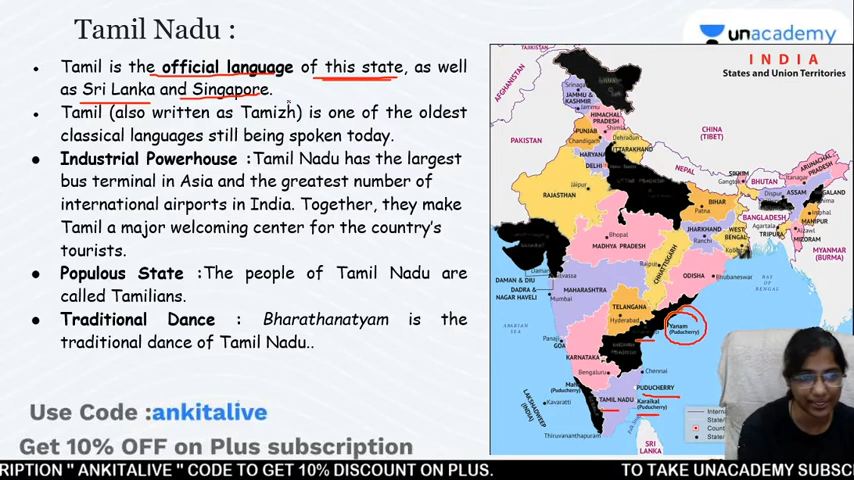 Tamil Nadu :
unacademy
• Tamil is the official language of this state, as well
as Sri Lanka and Singapore.
• Tamil (also written as Tamizh) is one of the oldest
classical languages still being spoken today.
● Industrial Powerhouse :Tamil Nadu has the largest
bus terminal in Asia and the greatest number of
international airports in India. Together, they make
Tamil a major welcoming center for the country's
tourists.
● Populous State :The people of Tamil Nadu are
called Tamilians.
● Traditional Dance : Bharathanatyam is the
traditional dance of Tamil Nadu..
Use Code :ankitalive
Get 10% OFF on Plus subscription
INDIA
States and Union Territories
TAJIKISTAN
AFGHANISTAN
Srinagar
JAMMU &
KASHMIR
Jammu
HIMACHAL
PRADESH
Shimla
PUNJAB
Chandigarh
Dehradun
UTTARAKHAND
HARYANA
DELHI
PAKISTAN
CHINA
(TIBET)
NEPAL
SIKKIM
Gangtok
BHUTAN
ARUNACHAL
PRADESH
Itanagar
Dispur
ASSAM
Imphal
MANIPUR
Aizawl
MIZORAM
Agartala
TRIPURA
BANGLADESH
MYANMAR
(BURMA)
RAJASTHAN
Jaipur
BIHAR
Patna
JHARKHAND
Ranchi
WEST
BENGAL
Bhopal
MADHYA PRADESH
CHHATTISGARH
Raipur
ODISHA
Bhubaneswar
DAMAN & DIU
DADRA &
NAGAR HAVELI
Silvassa
MAHARASHTRA
Mumbai
TELANGANA
Hyderabad
BAY
OF
BENGAL
ARABIAN
SEA
Yanam
(Puducherry)
Panaji
GOA
KARNATAKA
Bengaluru
Chennai
(Puducherry)
PUDUCHERRY
TAMIL NADU
Karaikal
(Puducherry)
LAKSHADWEEP
(INDIA)
Kavaratti
Thiruvananthapuram
SRI
LANKA
RIPTION " ANKITALIVE " CODE TO GET 10% DISCOUNT ON PLUS.
TO TAKE UNACADEMY SUBSC